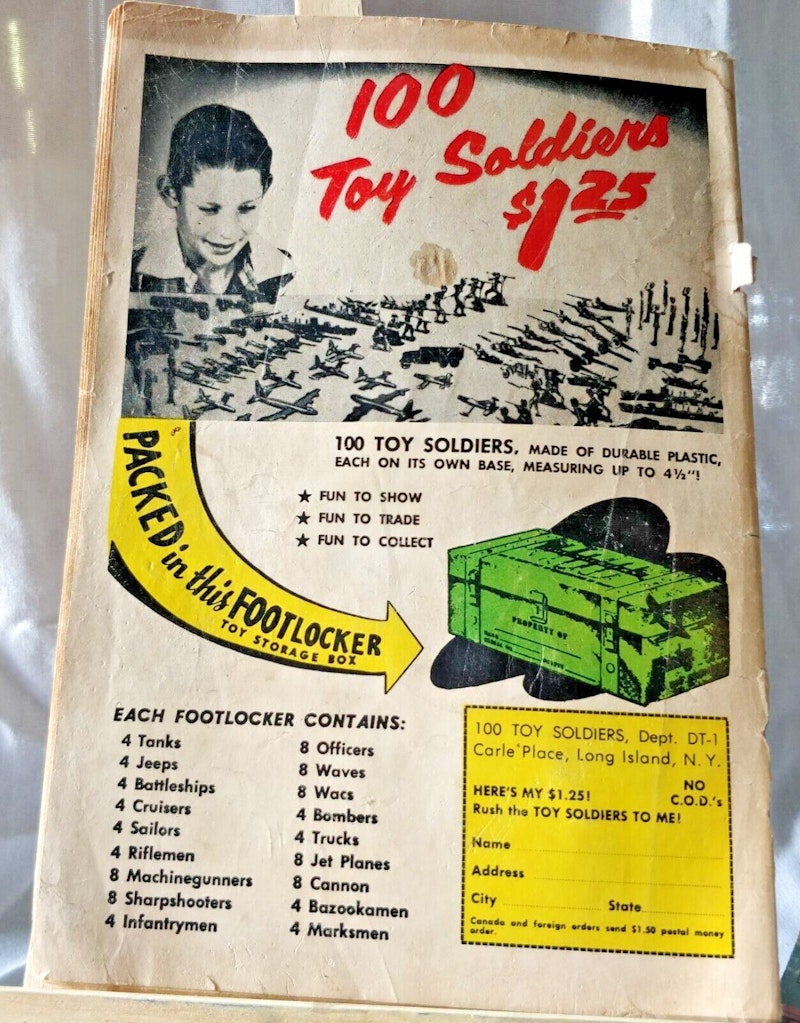 100
Toy Soldiers
$1.25
100 TOY SOLDIERS, MADE OF DURABLE PLASTIC,
EACH ON ITS OWN BASE, MEASURING UP TO 4½"!
★ FUN TO SHOW
★ FUN TO TRADE
★ FUN TO COLLECT
PACKED in this FOOTLOCKER
TOY STORAGE BOX
PROPERTY OF
EACH FOOTLOCKER CONTAINS:
4 Tanks
4 Jeeps
4 Battleships
4 Cruisers
4 Sailors
4 Riflemen
8 Machinegunners
8 Sharpshooters
4 Infantrymen
8 Officers
8 Waves
8 Wacs
4 Bombers
4 Trucks
8 Jet Planes
8 Cannon
4 Bazookamen
4 Marksmen
100 TOY SOLDIERS, Dept. DT-1
Carle Place, Long Island, N. Y.
HERE'S MY $1.25!
NO
C.O.D.'s
Rush the TOY SOLDIERS TO ME!
Name
Address
City State
Canada and foreign orders send $1.50 postal money
order.